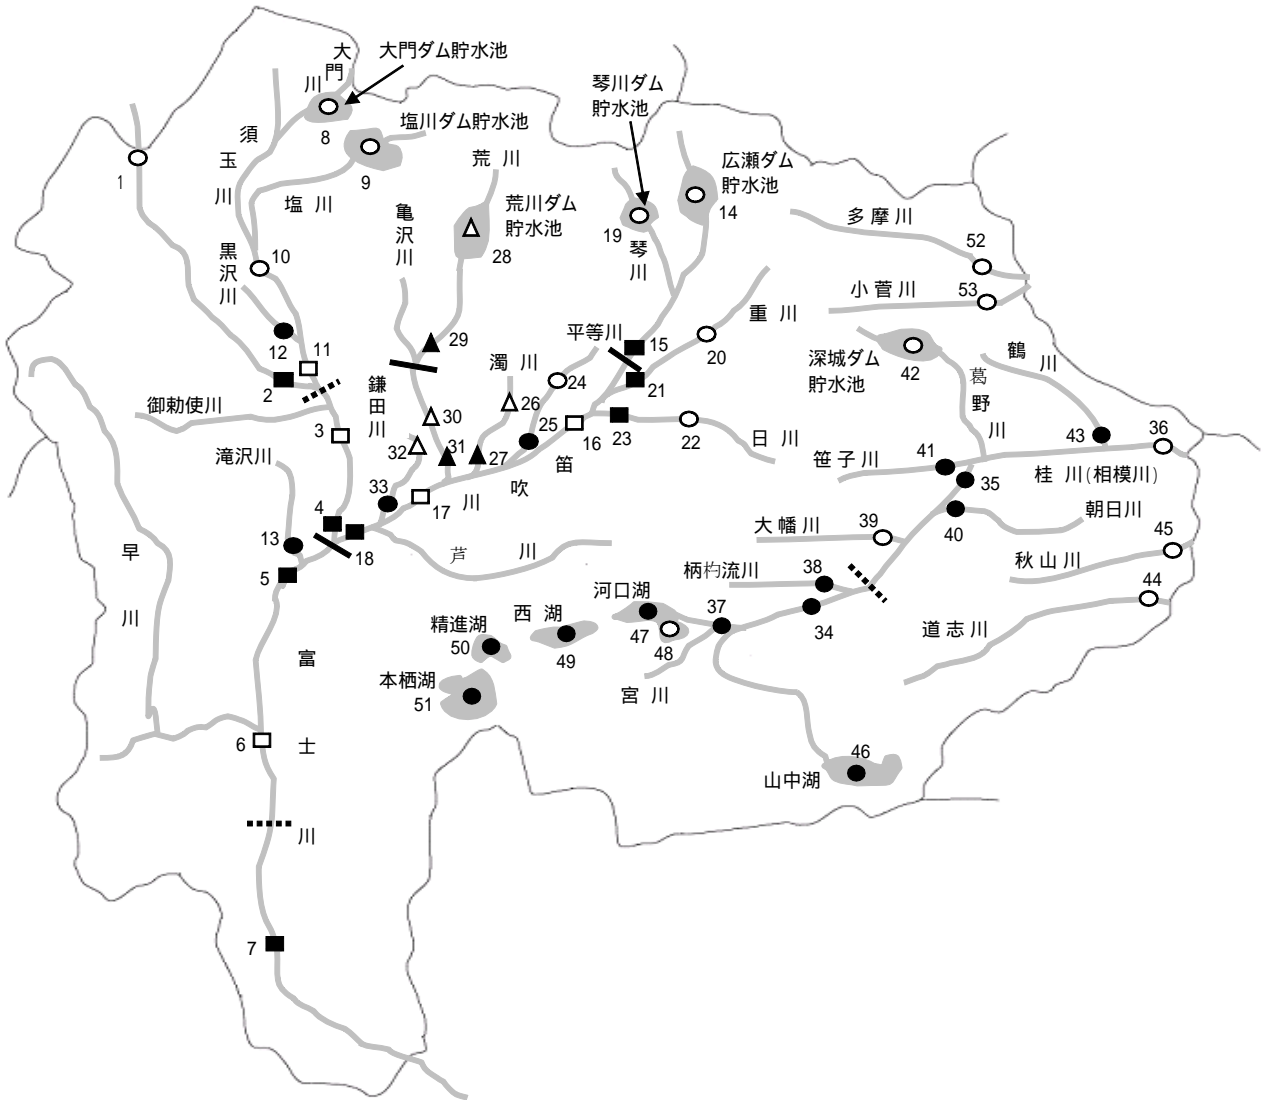 大門川
大門ダム貯水池
8
須玉川
塩川ダム貯水池
9
塩川
1
琴川ダム
貯水池
19
琴川
広瀬ダム
貯水池
14
荒川
荒川ダム
貯水池
28
亀沢川
黒沢川
10
12
11
2
多摩川
52
小菅川
53
深城ダム
貯水池
42
葛野川
鶴川
43
36
平等川
15
重川
20
21
29
濁川
24
26
鎌田川
30
御勅使川
3
32
31
27
25
16
23
22
日川
笛吹川
滝沢川
33
17
4
18
13
5
芦川
笹子川
41
35
桂川(相模川)
朝日川
40
大幡川
39
45
秋山川
44
道志川
早川
柄杓流川
38
34
37
河口湖
47
48
西湖
49
精進湖
50
本栖湖
51
宮川
46
山中湖
富士川
6
7